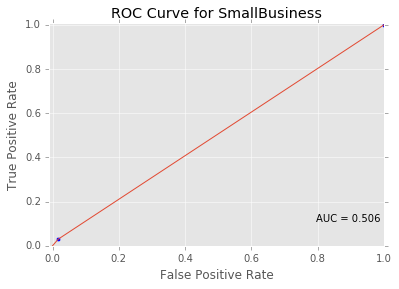 ROC Curve for SmallBusiness
1.0
0.8
0.6
0.4
0.2
0.0
True Positive Rate
AUC = 0.506
0.0 0.2 0.4 0.6 0.8 1.0
False Positive Rate